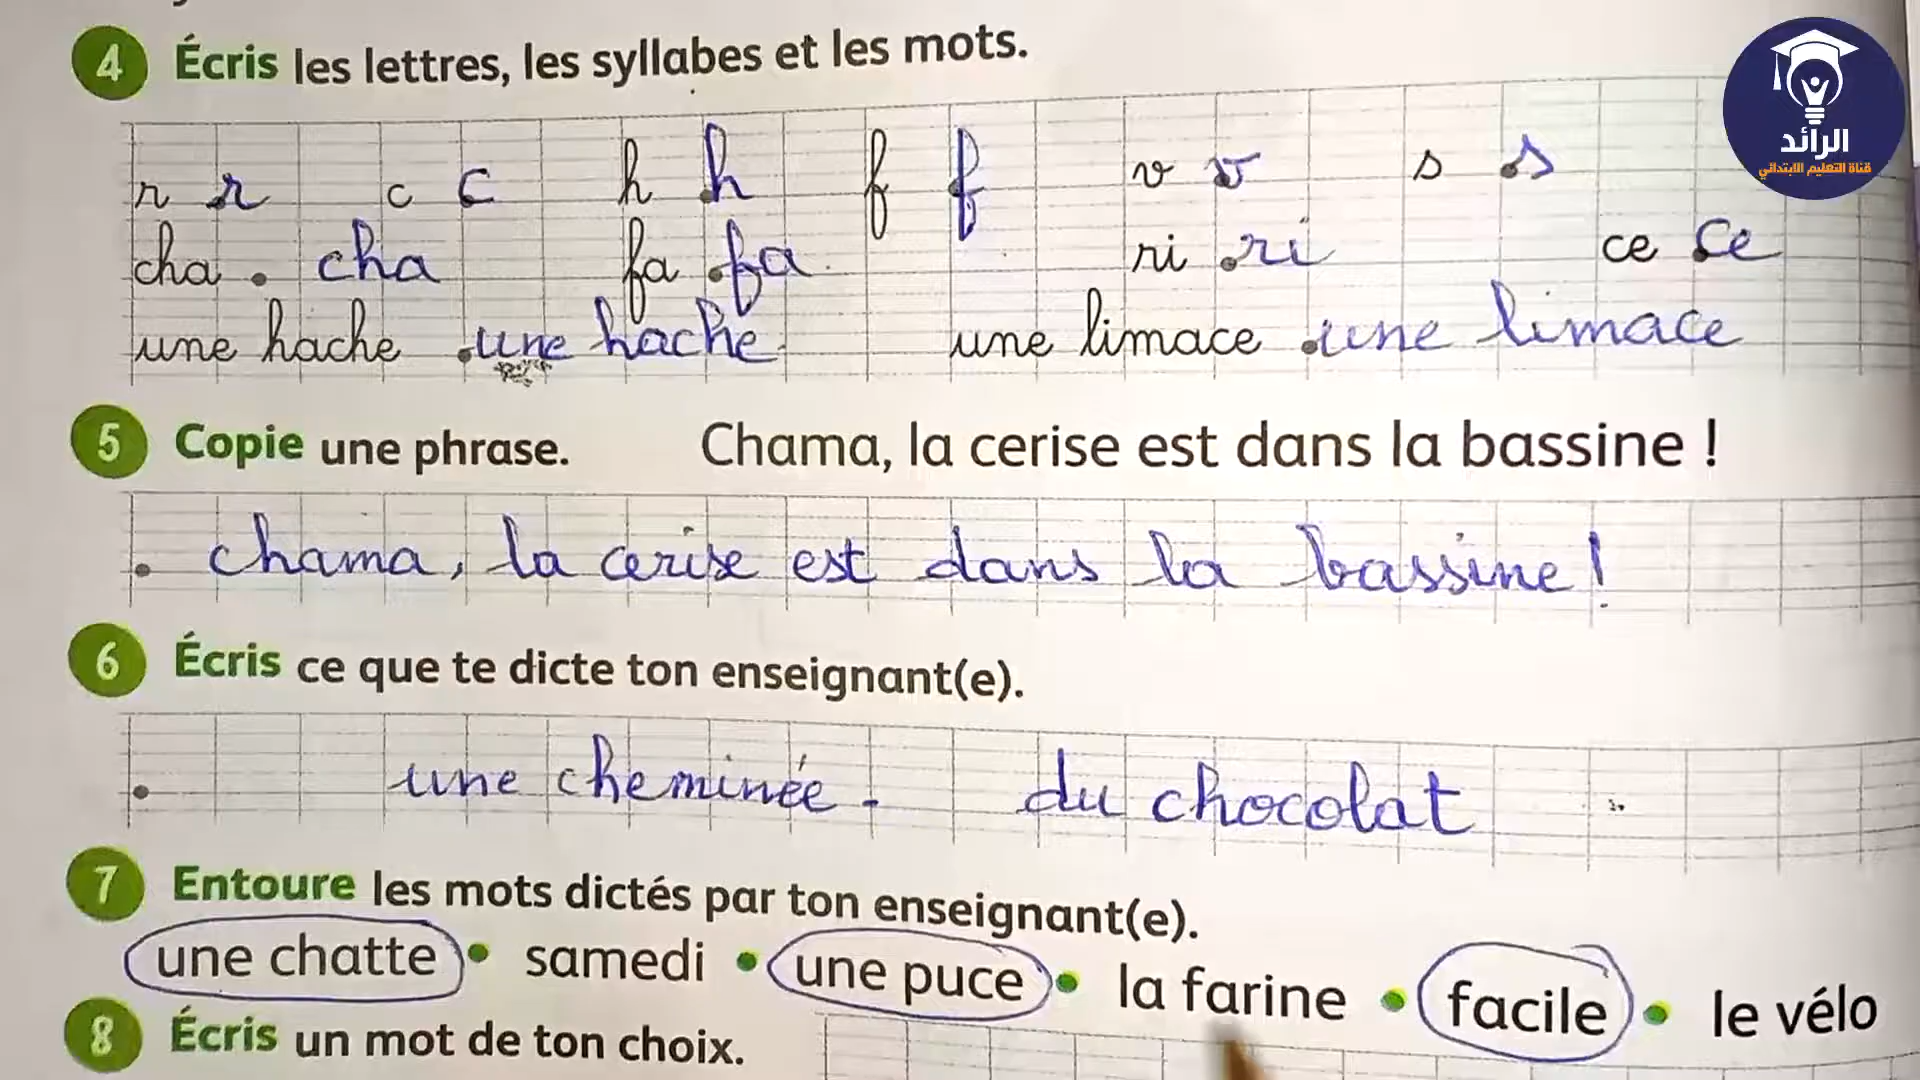 4 Écris les lettres, les syllabes et les mots.
r r c c h h f f v v s s
cha . cha fa . fa ri . ri ce ce
une hache . une hache une limace . une limace
5 Copie une phrase. Chama, la cerise est dans la bassine !
. chama, la cerise est dans la bassine !
6 Écris ce que te dicte ton enseignant(e).
. une cheminée - du chocolat
7 Entoure les mots dictés par ton enseignant(e).
une chatte • samedi • une puce • la farine • facile • le vélo
8 Écris un mot de ton choix.
الرائد
قناة التعليم الابتدائي